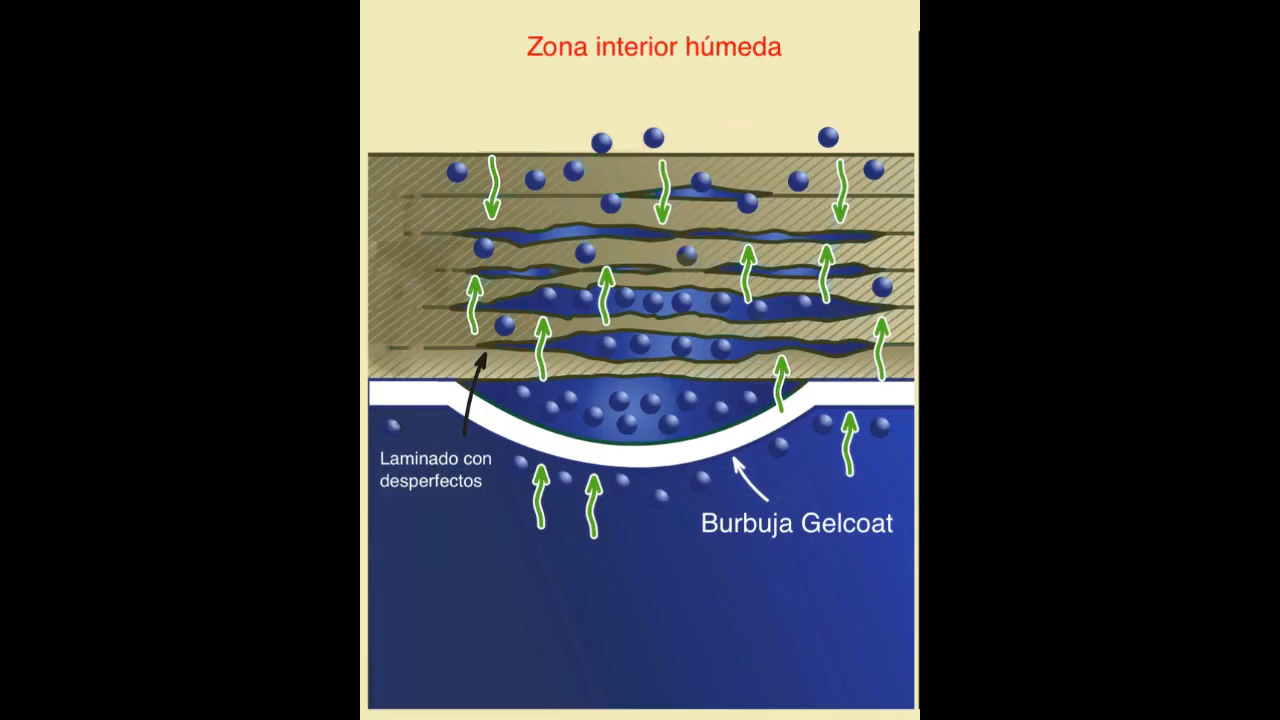 Zona interior húmeda
Laminado con
desperfectos
Burbuja Gelcoat